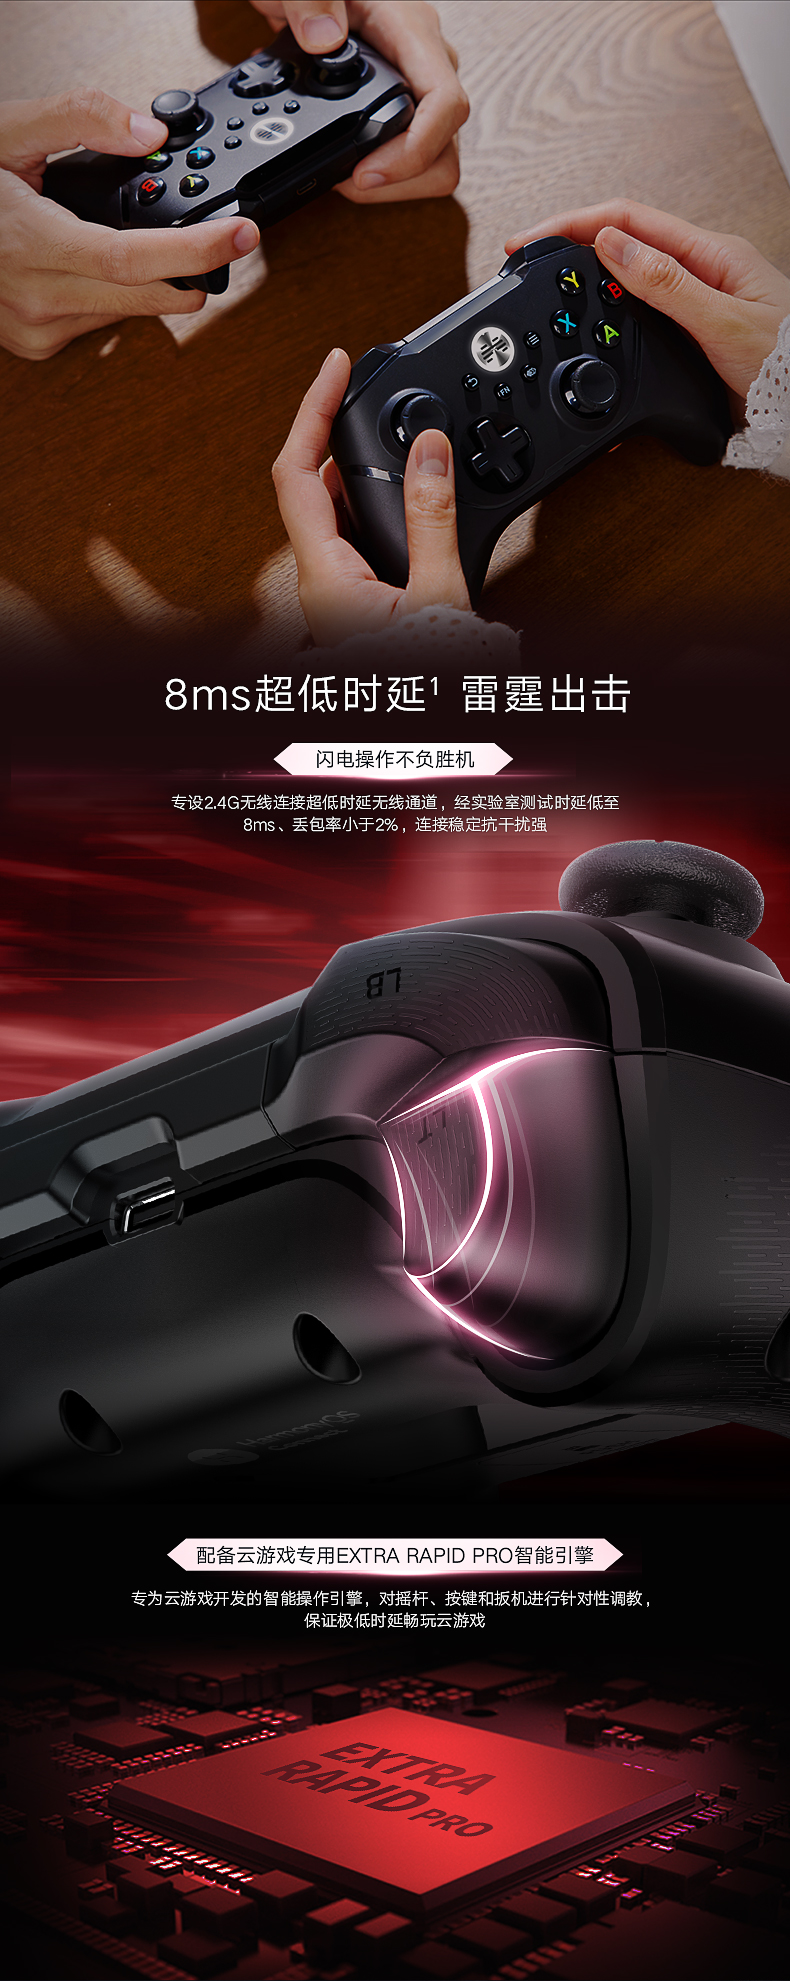 A
X
B
Y
Y
B
X
A
FN
8ms超低时延¹ 雷霆出击
闪电操作不负胜机
专设2.4G无线连接超低时延无线通道，经实验室测试时延低至
8ms、丢包率小于2%，连接稳定抗干扰强
LB
LT
HarmonyOS
Connect
配备云游戏专用EXTRA RAPID PRO智能引擎
专为云游戏开发的智能操作引擎，对摇杆、按键和扳机进行针对性调教，
保证极低时延畅玩云游戏
EXTRA
RAPID PRO